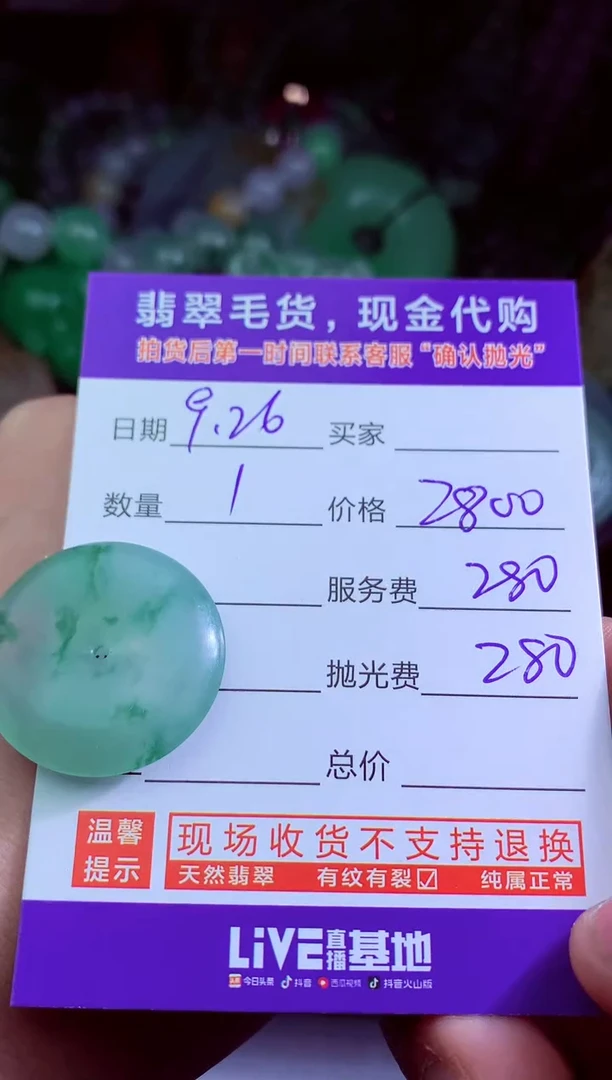 翡翠毛货，现金代购
拍货后第一时间联系客服“确认抛光”
日期 9.26 买家
数量 1 价格 2800
服务费 280
抛光费 280
总价
温馨提示
现场收货不支持退换
天然翡翠 有纹有裂☑ 纯属正常
LiVE直播基地
今日头条 抖音 西瓜视频 抖音火山版